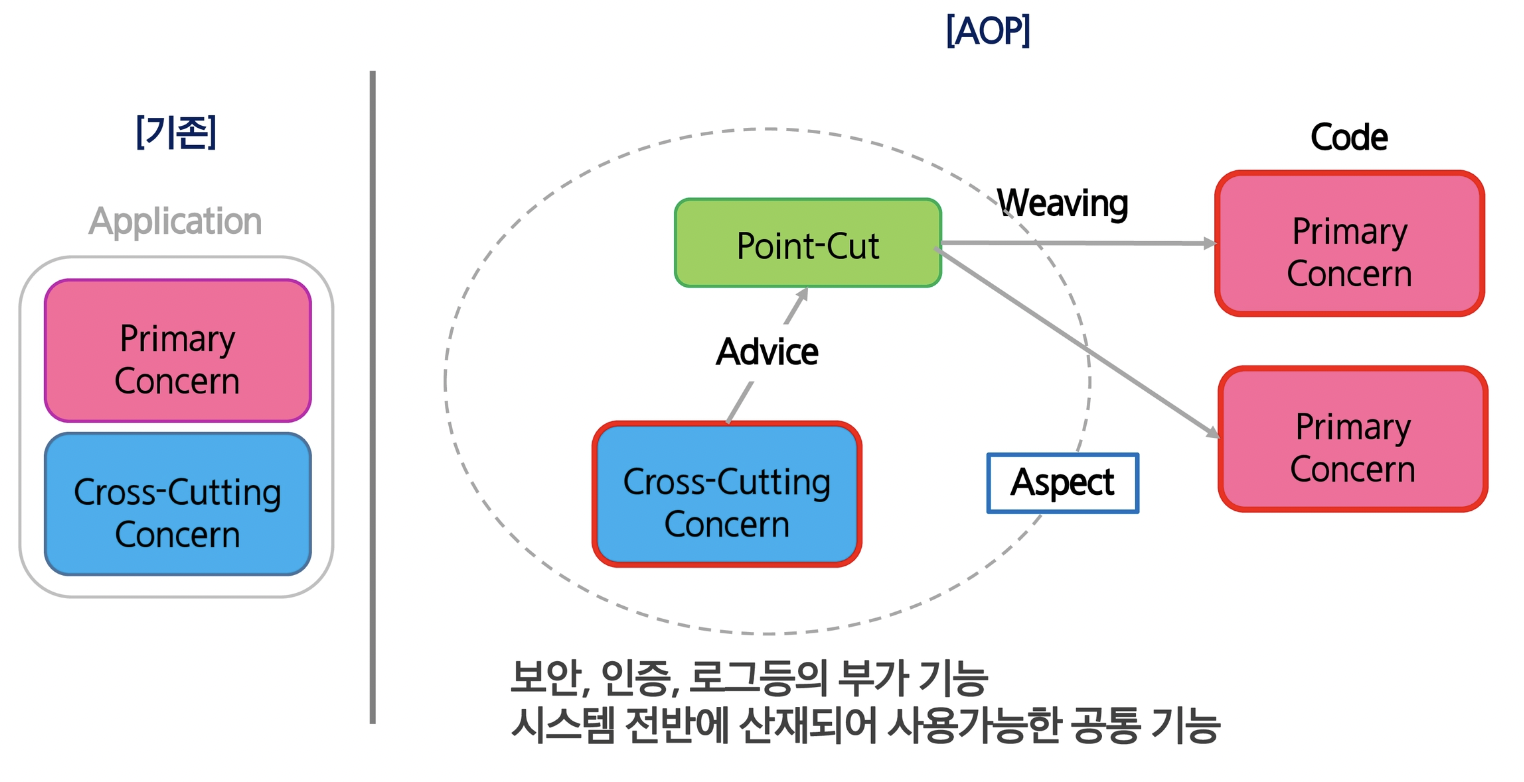 [기존]
Application
Primary
Concern
Cross-Cutting
Concern
[AOP]
Point-Cut
Weaving
Advice
Cross-Cutting
Concern
Aspect
Code
Primary
Concern
Primary
Concern
보안, 인증, 로그등의 부가 기능
시스템 전반에 산재되어 사용가능한 공통 기능